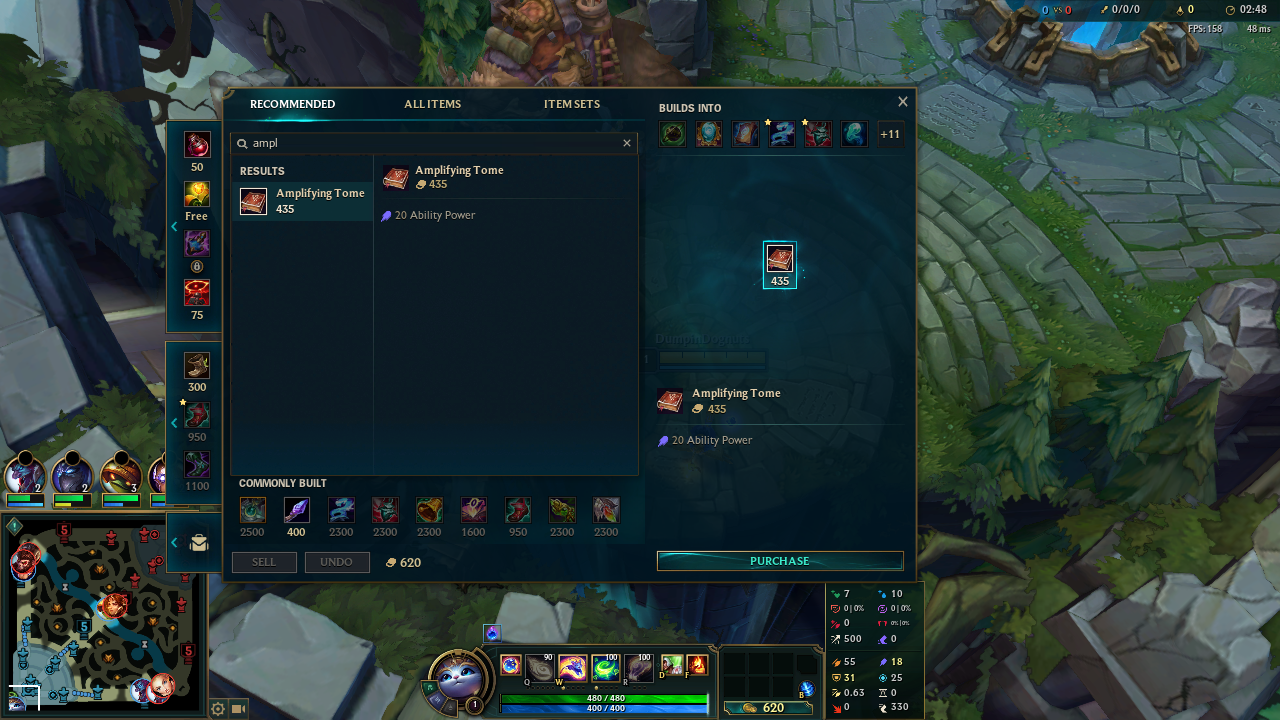 0 vs 0
0/0/0
0
02:48
FPS: 158
48 ms
RECOMMENDED
ALL ITEMS
ITEM SETS
BUILDS INTO
ampl
+11
50
Free
8
75
300
950
1100
RESULTS
Amplifying Tome
435
Amplifying Tome
435
20 Ability Power
435
Amplifying Tome
435
20 Ability Power
COMMONLY BUILT
2500
400
2300
2300
2300
1600
950
2300
2300
SELL
UNDO
620
PURCHASE
2
2
3
5
5
5
90
100
100
Q
W
R
D
F
480 / 480
400 / 400
1
B
620
7
10
0 | 0%
0 | 0%
0
0% | 0%
500
0
55
18
31
25
0.63
0
0
330